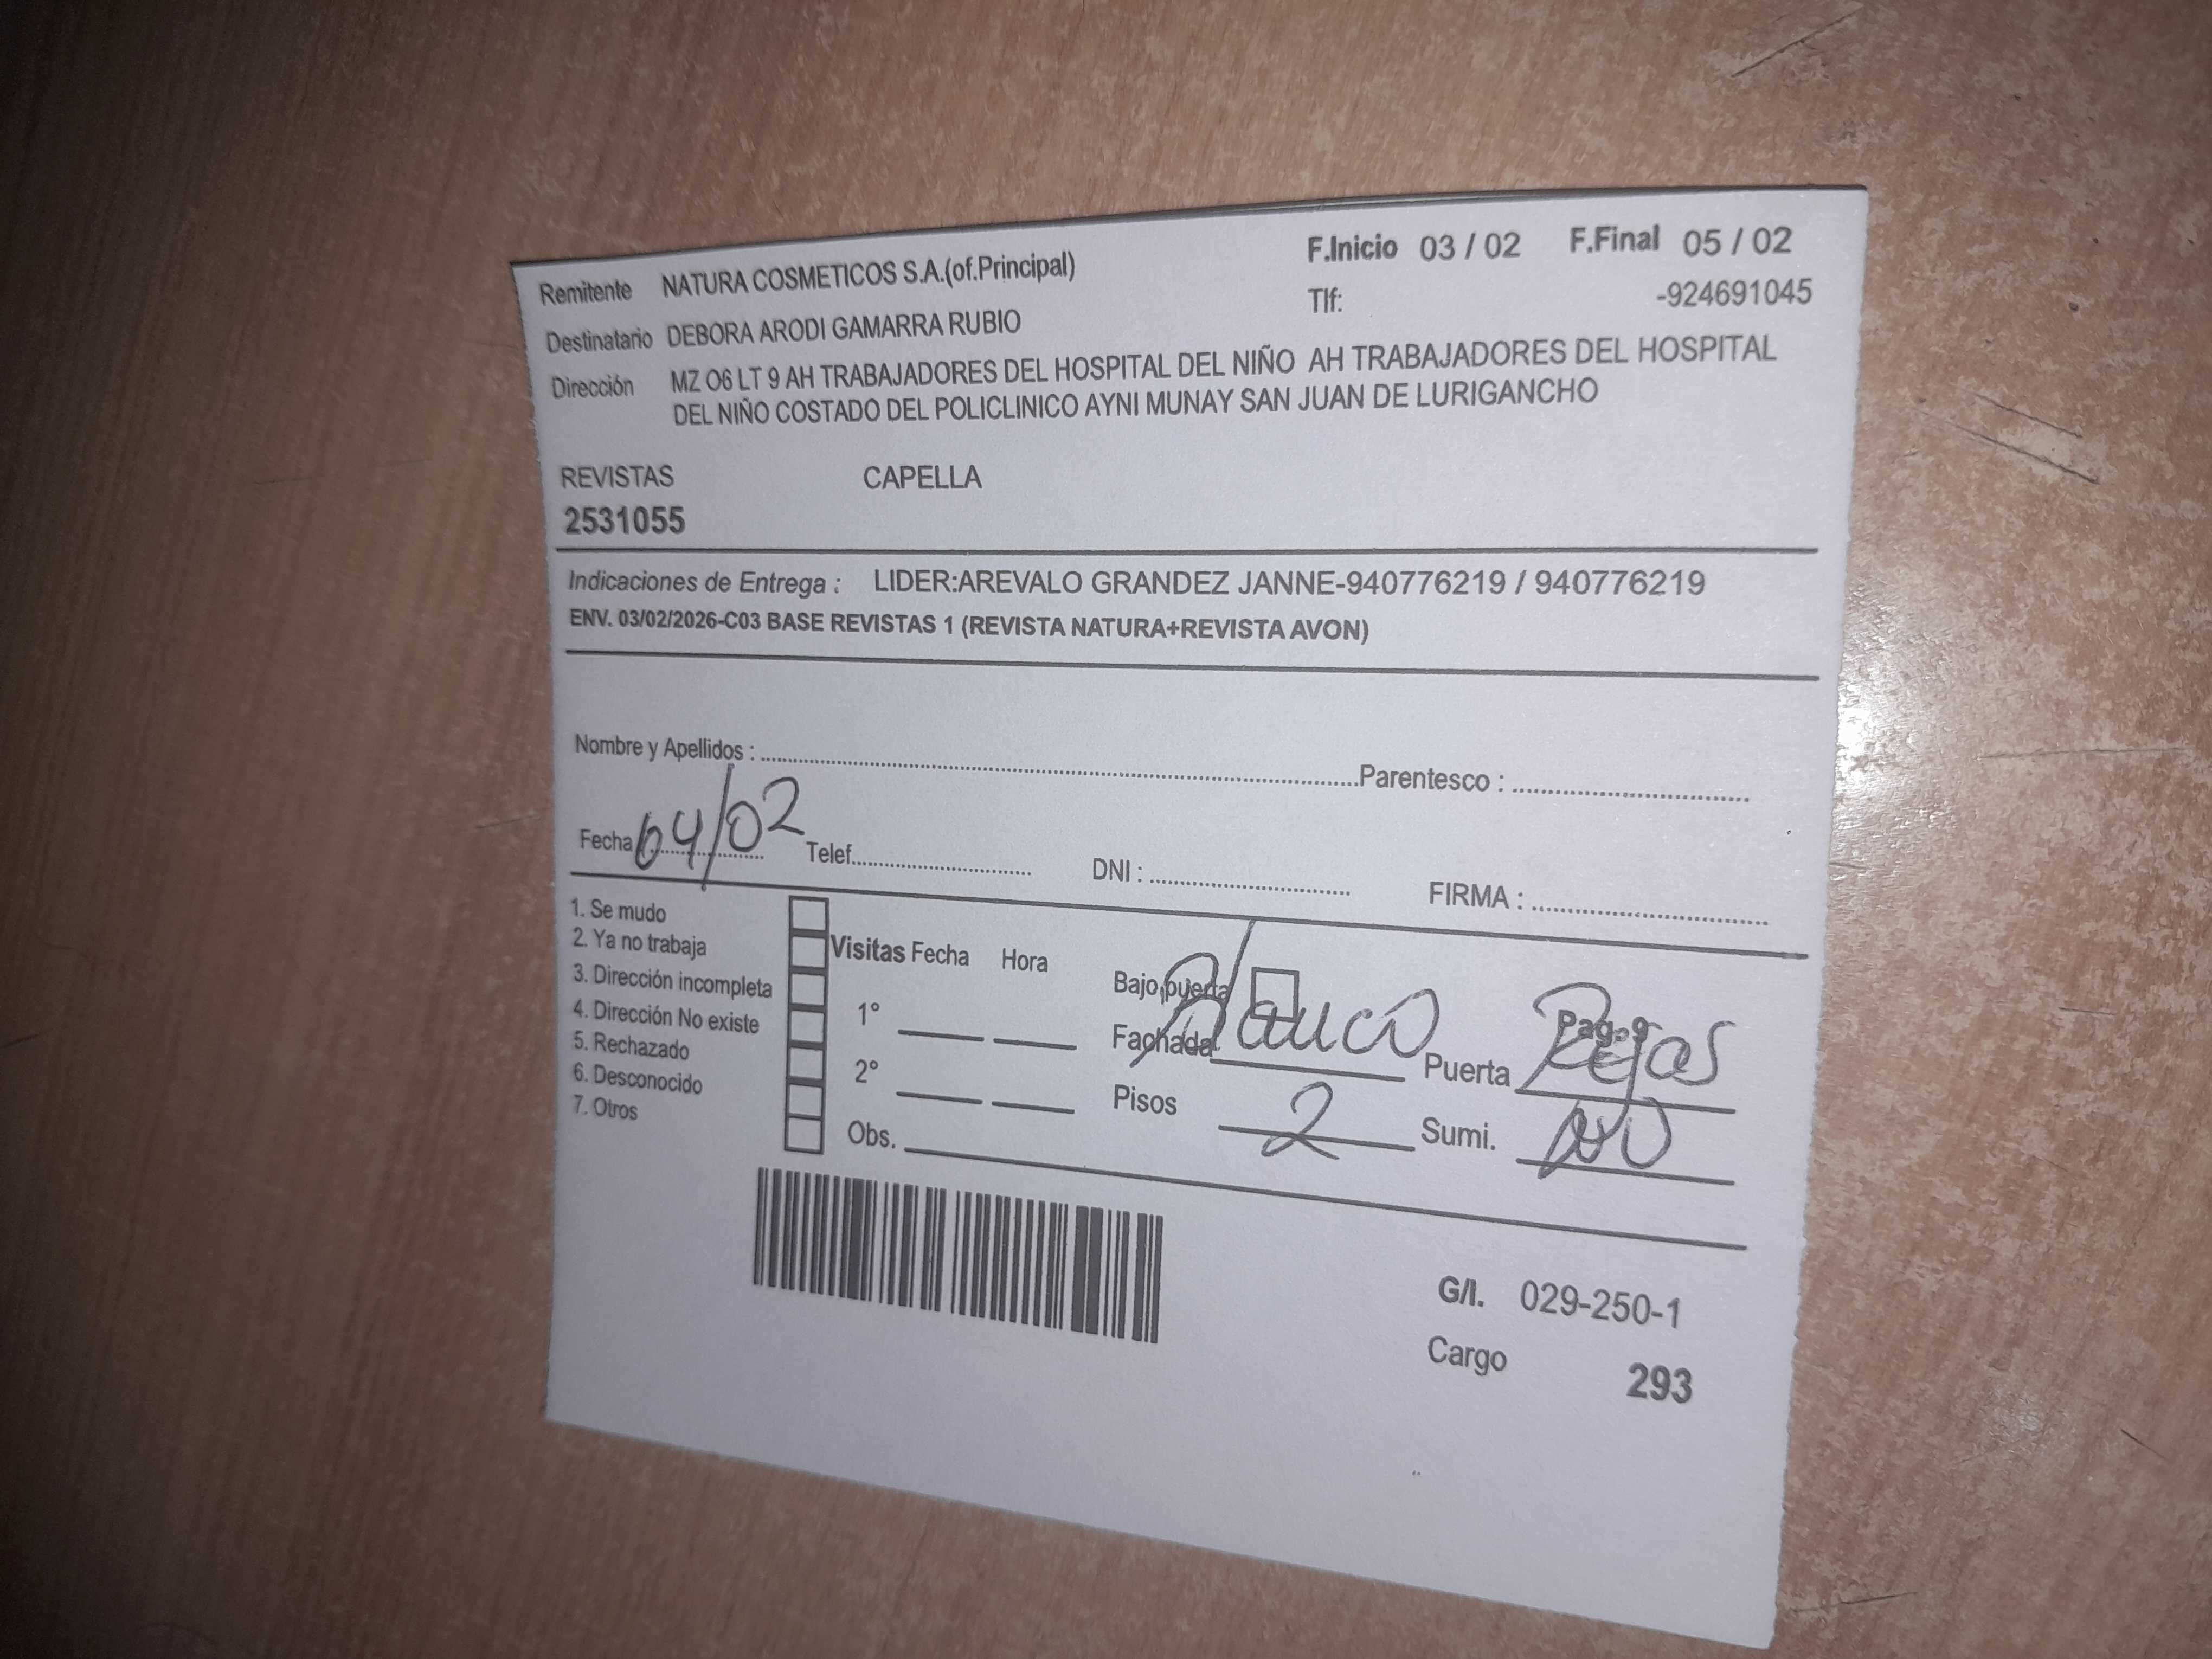 Remitente NATURA COSMETICOS S.A.(of.Principal) F.Inicio 03 / 02 F.Final 05 / 02
Destinatario DEBORA ARODI GAMARRA RUBIO Tlf: -924691045
Dirección MZ O6 LT 9 AH TRABAJADORES DEL HOSPITAL DEL NIÑO AH TRABAJADORES DEL HOSPITAL
DEL NIÑO COSTADO DEL POLICLINICO AYNI MUNAY SAN JUAN DE LURIGANCHO
REVISTAS CAPELLA
2531055
Indicaciones de Entrega : LIDER:AREVALO GRANDEZ JANNE-940776219 / 940776219
ENV. 03/02/2026-C03 BASE REVISTAS 1 (REVISTA NATURA+REVISTA AVON)
Nombre y Apellidos : Parentesco :
Fecha 04/02 Telef. DNI : FIRMA :
1. Se mudo
2. Ya no trabaja
3. Dirección incompleta
4. Dirección No existe
5. Rechazado
6. Desconocido
7. Otros
Visitas Fecha Hora
1°
2°
Obs.
Bajo puerta
Fachada Blanco Puerta Rejas
Pag. 9
Pisos 2 Sumi.
G/I. 029-250-1
Cargo 293